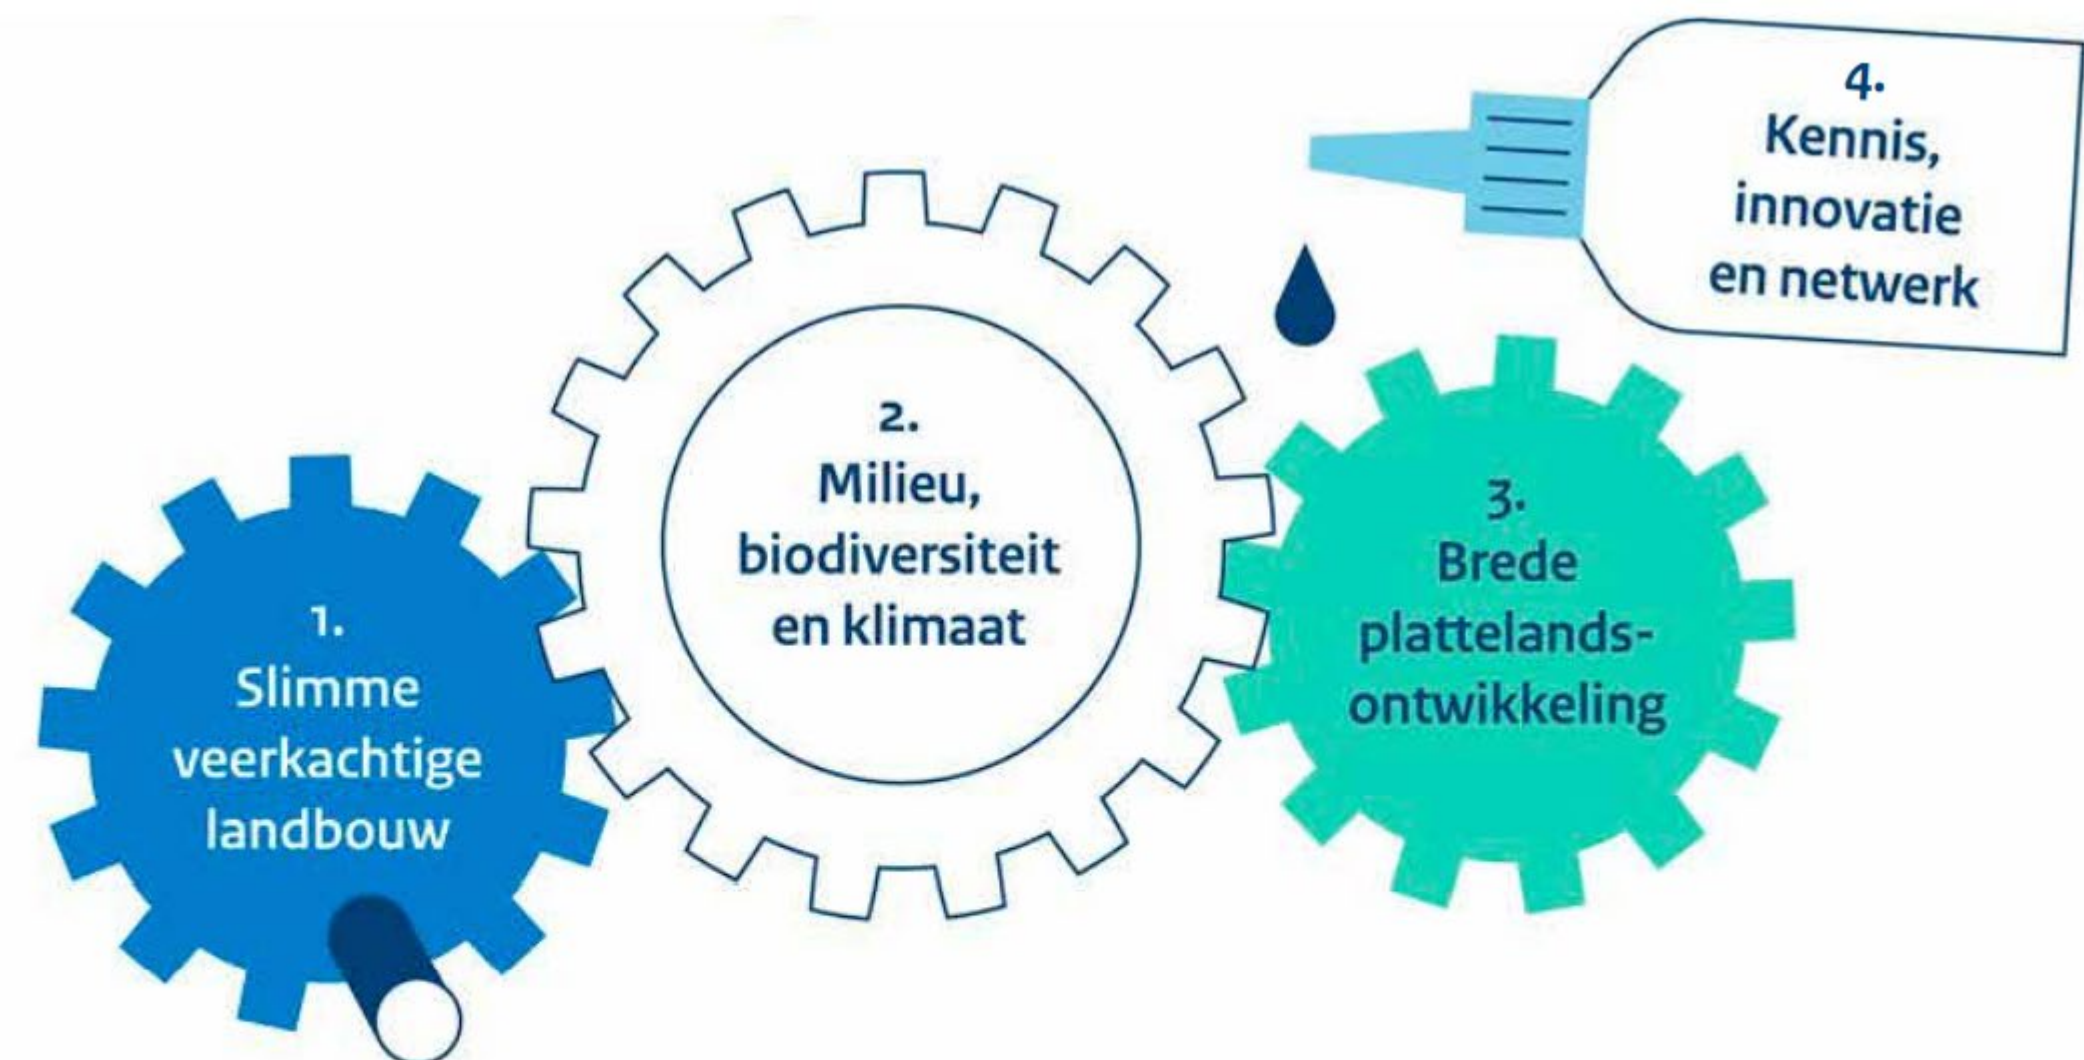 1.
Slimme
veerkachtige
landbouw
2.
Milieu,
biodiversiteit
en klimaat
3.
Brede
plattelands-
ontwikkeling
4.
Kennis,
innovatie
en netwerk